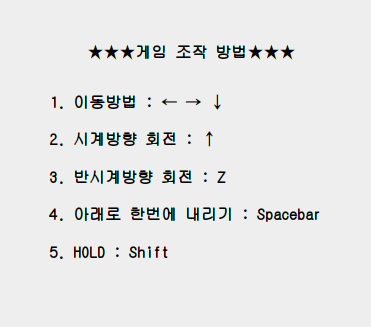 ★★★게임 조작 방법★★★
1. 이동방법 : ← → ↓
2. 시계방향 회전 : ↑
3. 반시계방향 회전 : Z
4. 아래로 한번에 내리기 : Spacebar
5. HOLD : Shift